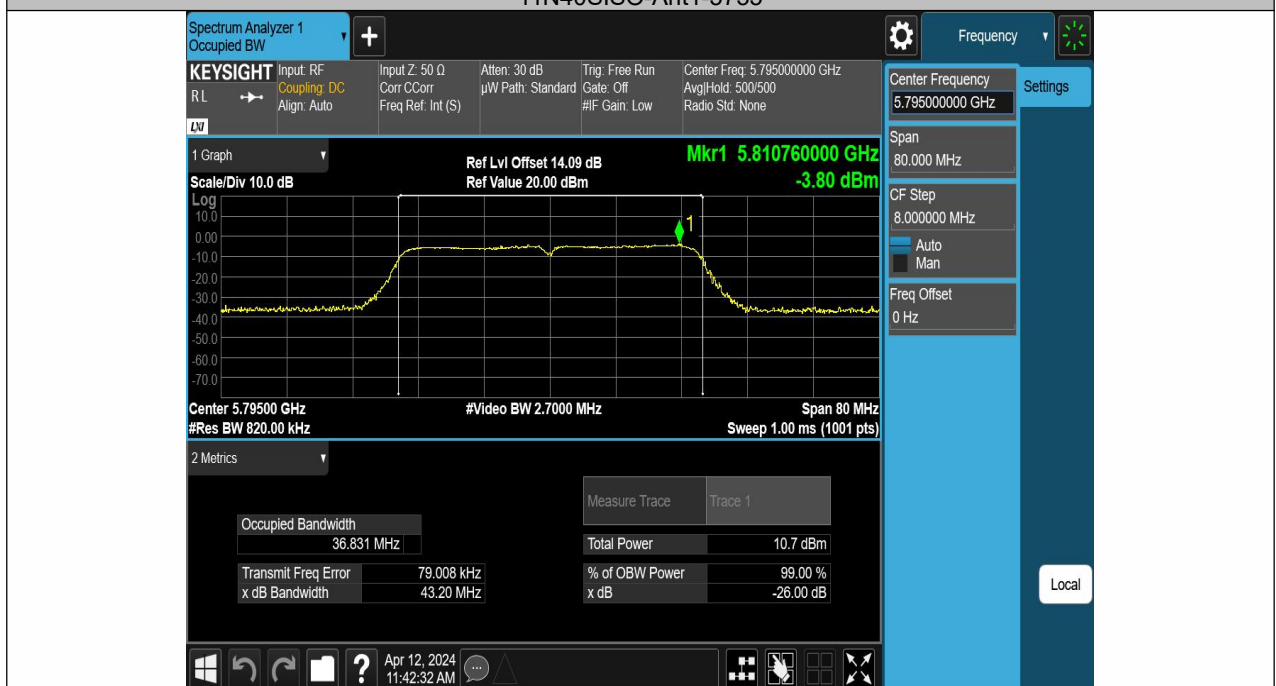 Spectrum Analyzer 1
Occupied BW
+
Frequency
KEYSIGHT
R L
LXI
Input: RF
Coupling: DC
Align: Auto
Input Z: 50 Ω
Corr CCorr
Freq Ref: Int (S)
Atten: 30 dB
µW Path: Standard
Trig: Free Run
Gate: Off
#IF Gain: Low
Center Freq: 5.795000000 GHz
Avg|Hold: 500/500
Radio Std: None
Center Frequency
5.795000000 GHz
Settings
Span
80.000 MHz
CF Step
8.000000 MHz
Auto
Man
Freq Offset
0 Hz
Local
1 Graph
Scale/Div 10.0 dB
Ref Lvl Offset 14.09 dB
Ref Value 20.00 dBm
Mkr1 5.810760000 GHz
-3.80 dBm
Log
10.0
0.00
-10.0
-20.0
-30.0
-40.0
-50.0
-60.0
-70.0
1
Center 5.79500 GHz
#Video BW 2.7000 MHz
Span 80 MHz
#Res BW 820.00 kHz
Sweep 1.00 ms (1001 pts)
2 Metrics
Measure Trace
Trace 1
Occupied Bandwidth
36.831 MHz
Total Power 10.7 dBm
Transmit Freq Error 79.008 kHz
% of OBW Power 99.00 %
x dB Bandwidth 43.20 MHz
x dB -26.00 dB
?
Apr 12, 2024
11:42:32 AM